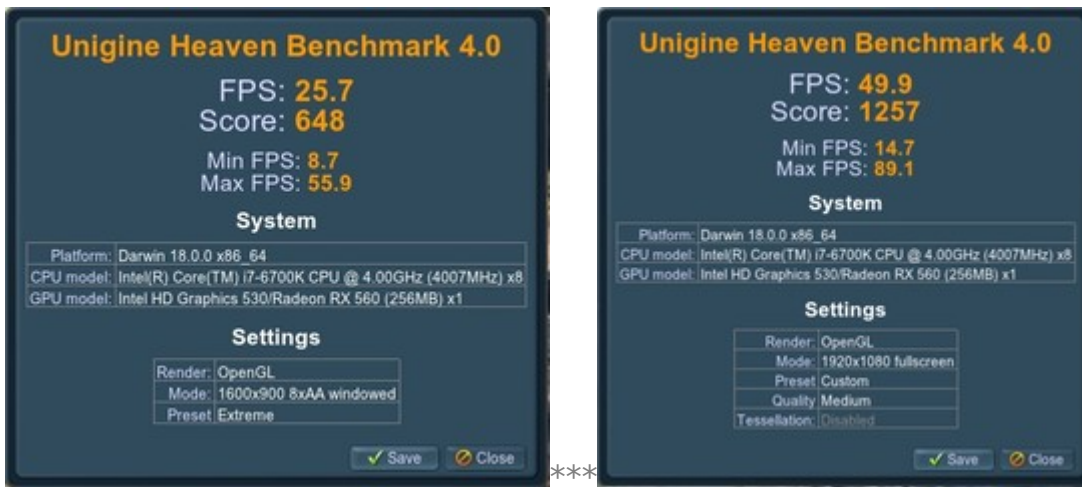 Unigine Heaven Benchmark 4.0
FPS: 25.7
Score: 648
Min FPS: 8.7
Max FPS: 55.9
System
Platform: Darwin 18.0.0 x86_64
CPU model: Intel(R) Core(TM) i7-6700K CPU @ 4.00GHz (4007MHz) x8
GPU model: Intel HD Graphics 530/Radeon RX 560 (256MB) x1
Settings
Render: OpenGL
Mode: 1600x900 8xAA windowed
Preset Extreme
Save Close
***
Unigine Heaven Benchmark 4.0
FPS: 49.9
Score: 1257
Min FPS: 14.7
Max FPS: 89.1
System
Platform: Darwin 18.0.0 x86_64
CPU model: Intel(R) Core(TM) i7-6700K CPU @ 4.00GHz (4007MHz) x8
GPU model: Intel HD Graphics 530/Radeon RX 560 (256MB) x1
Settings
Render: OpenGL
Mode: 1920x1080 fullscreen
Preset Custom
Quality Medium
Tessellation: Disabled
Save Close